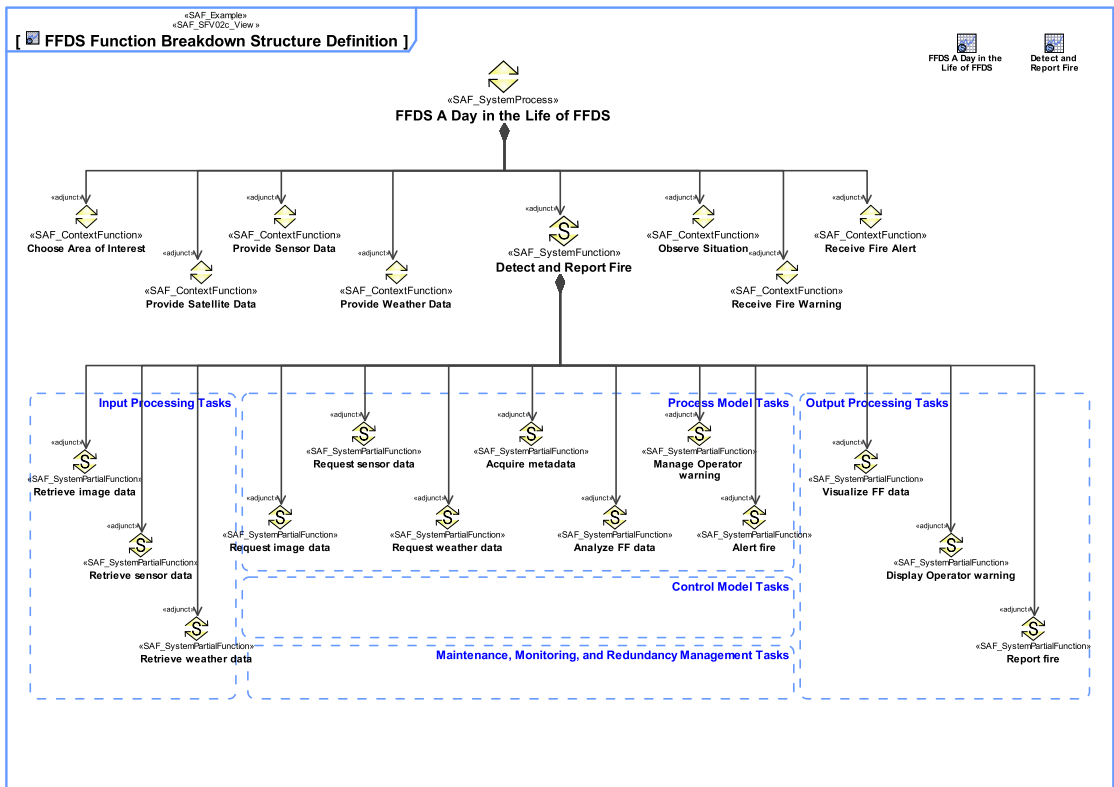 «SAF_Example»
«SAF_SFV02c_View »
[ FFDS Function Breakdown Structure Definition ]
FFDS A Day in the
Life of FFDS
Detect and
Report Fire
«SAF_SystemProcess»
FFDS A Day in the Life of FFDS
«adjunct»
«SAF_ContextFunction»
Choose Area of Interest
«adjunct»
«SAF_ContextFunction»
Provide Satellite Data
«adjunct»
«SAF_ContextFunction»
Provide Sensor Data
«adjunct»
«SAF_ContextFunction»
Provide Weather Data
«adjunct»
S
«SAF_SystemFunction»
Detect and Report Fire
«adjunct»
«SAF_ContextFunction»
Observe Situation
«adjunct»
«SAF_ContextFunction»
Receive Fire Warning
«adjunct»
«SAF_ContextFunction»
Receive Fire Alert
Input Processing Tasks
«adjunct»
S
«SAF_SystemPartialFunction»
Retrieve image data
«adjunct»
S
«SAF_SystemPartialFunction»
Retrieve sensor data
«adjunct»
S
«SAF_SystemPartialFunction»
Retrieve weather data
Process Model Tasks
«adjunct»
S
«SAF_SystemPartialFunction»
Request sensor data
«adjunct»
S
«SAF_SystemPartialFunction»
Acquire metadata
«adjunct»
S
«SAF_SystemPartialFunction»
Manage Operator
warning
«adjunct»
S
«SAF_SystemPartialFunction»
Request image data
«adjunct»
S
«SAF_SystemPartialFunction»
Request weather data
«adjunct»
S
«SAF_SystemPartialFunction»
Analyze FF data
«adjunct»
S
«SAF_SystemPartialFunction»
Alert fire
Control Model Tasks
Maintenance, Monitoring, and Redundancy Management Tasks
Output Processing Tasks
«adjunct»
S
«SAF_SystemPartialFunction»
Visualize FF data
«adjunct»
S
«SAF_SystemPartialFunction»
Display Operator warning
«adjunct»
S
«SAF_SystemPartialFunction»
Report fire